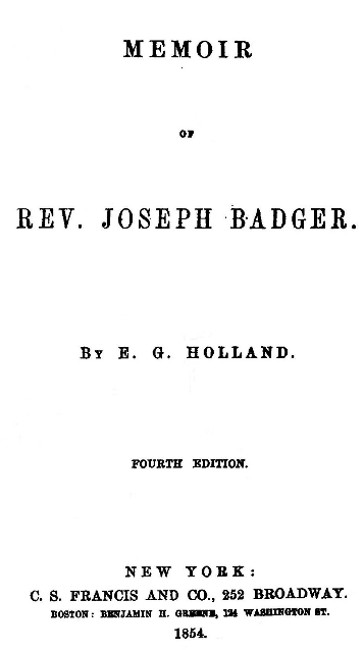 MEMOIR
OF
REV. JOSEPH BADGER.
BY E. G. HOLLAND.
FOURTH EDITION.
NEW YORK:
C. S. FRANCIS AND CO., 252 BROADWAY.
BOSTON: BENJAMIN H. GREENE, 124 WASHINGTON ST.
1854.